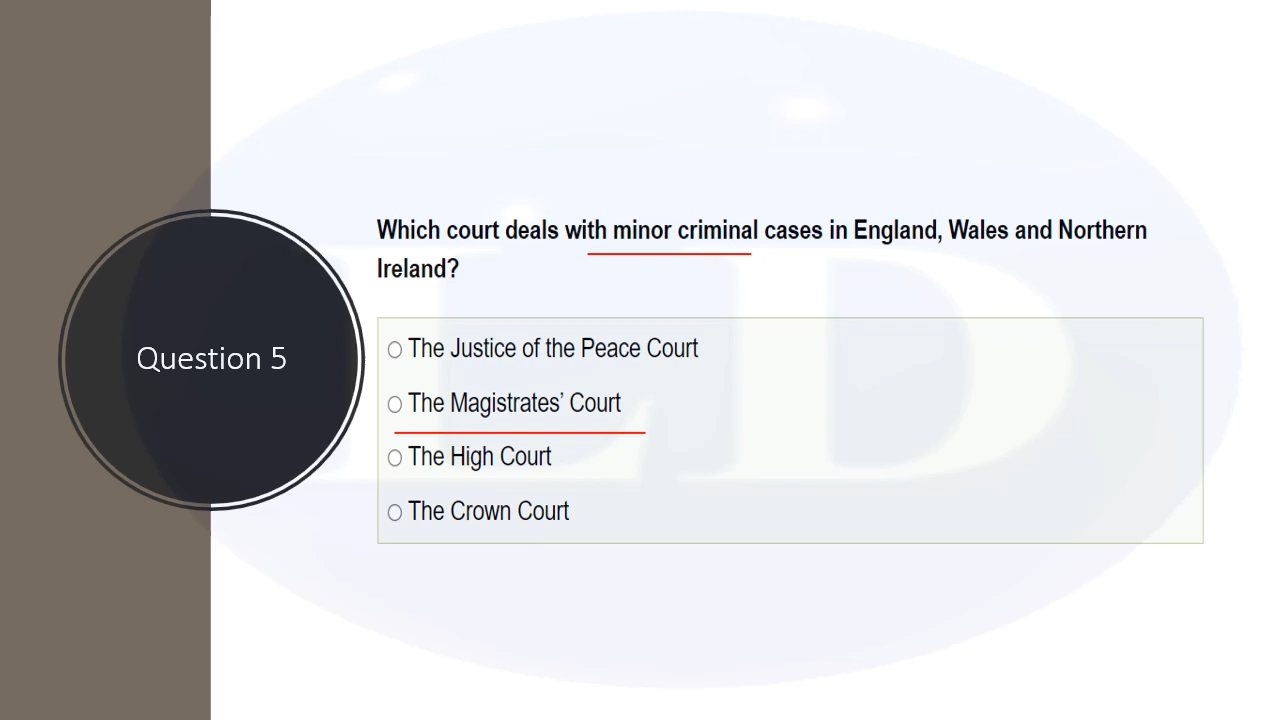 Question 5
Which court deals with minor criminal cases in England, Wales and Northern
Ireland?
The Justice of the Peace Court
The Magistrates’ Court
The High Court
The Crown Court
LD